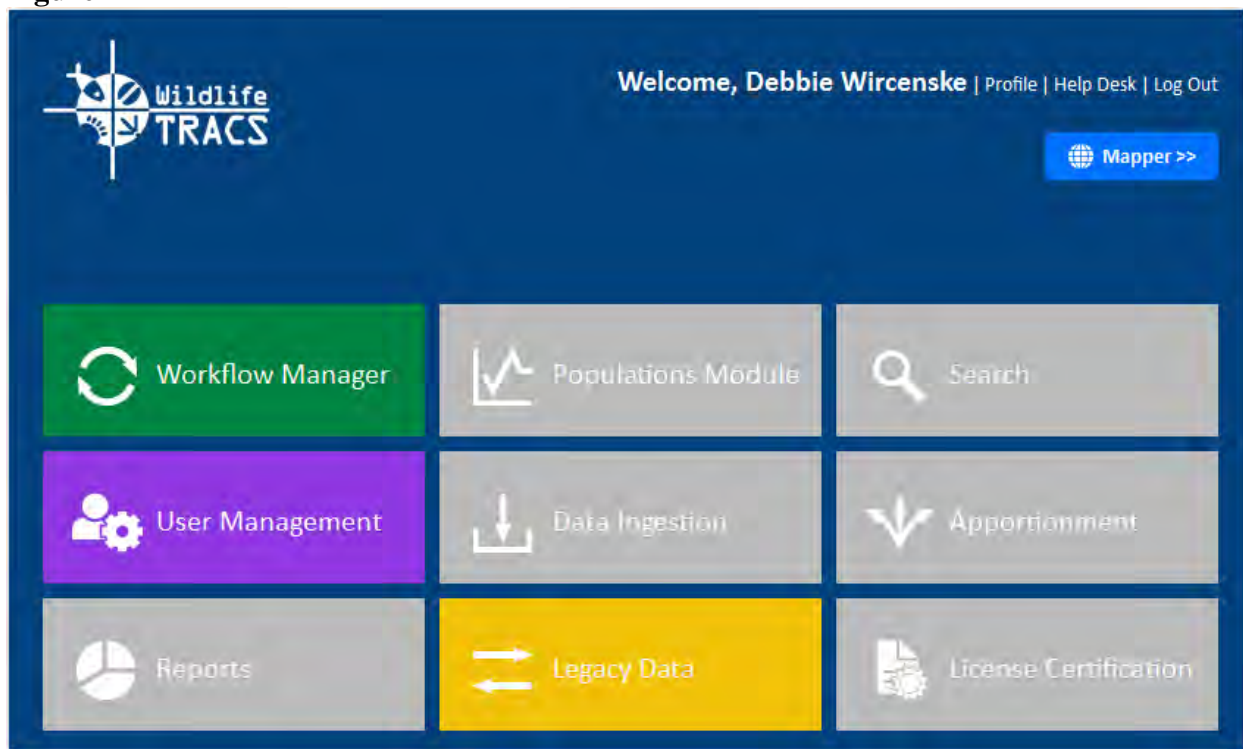 Wildlife
TRACS
Welcome, Debbie Wircenske | Profile | Help Desk | Log Out
Mapper >>
Workflow Manager
Populations Module
Search
User Management
Data Ingestion
Apportionment
Reports
Legacy Data
License Certification